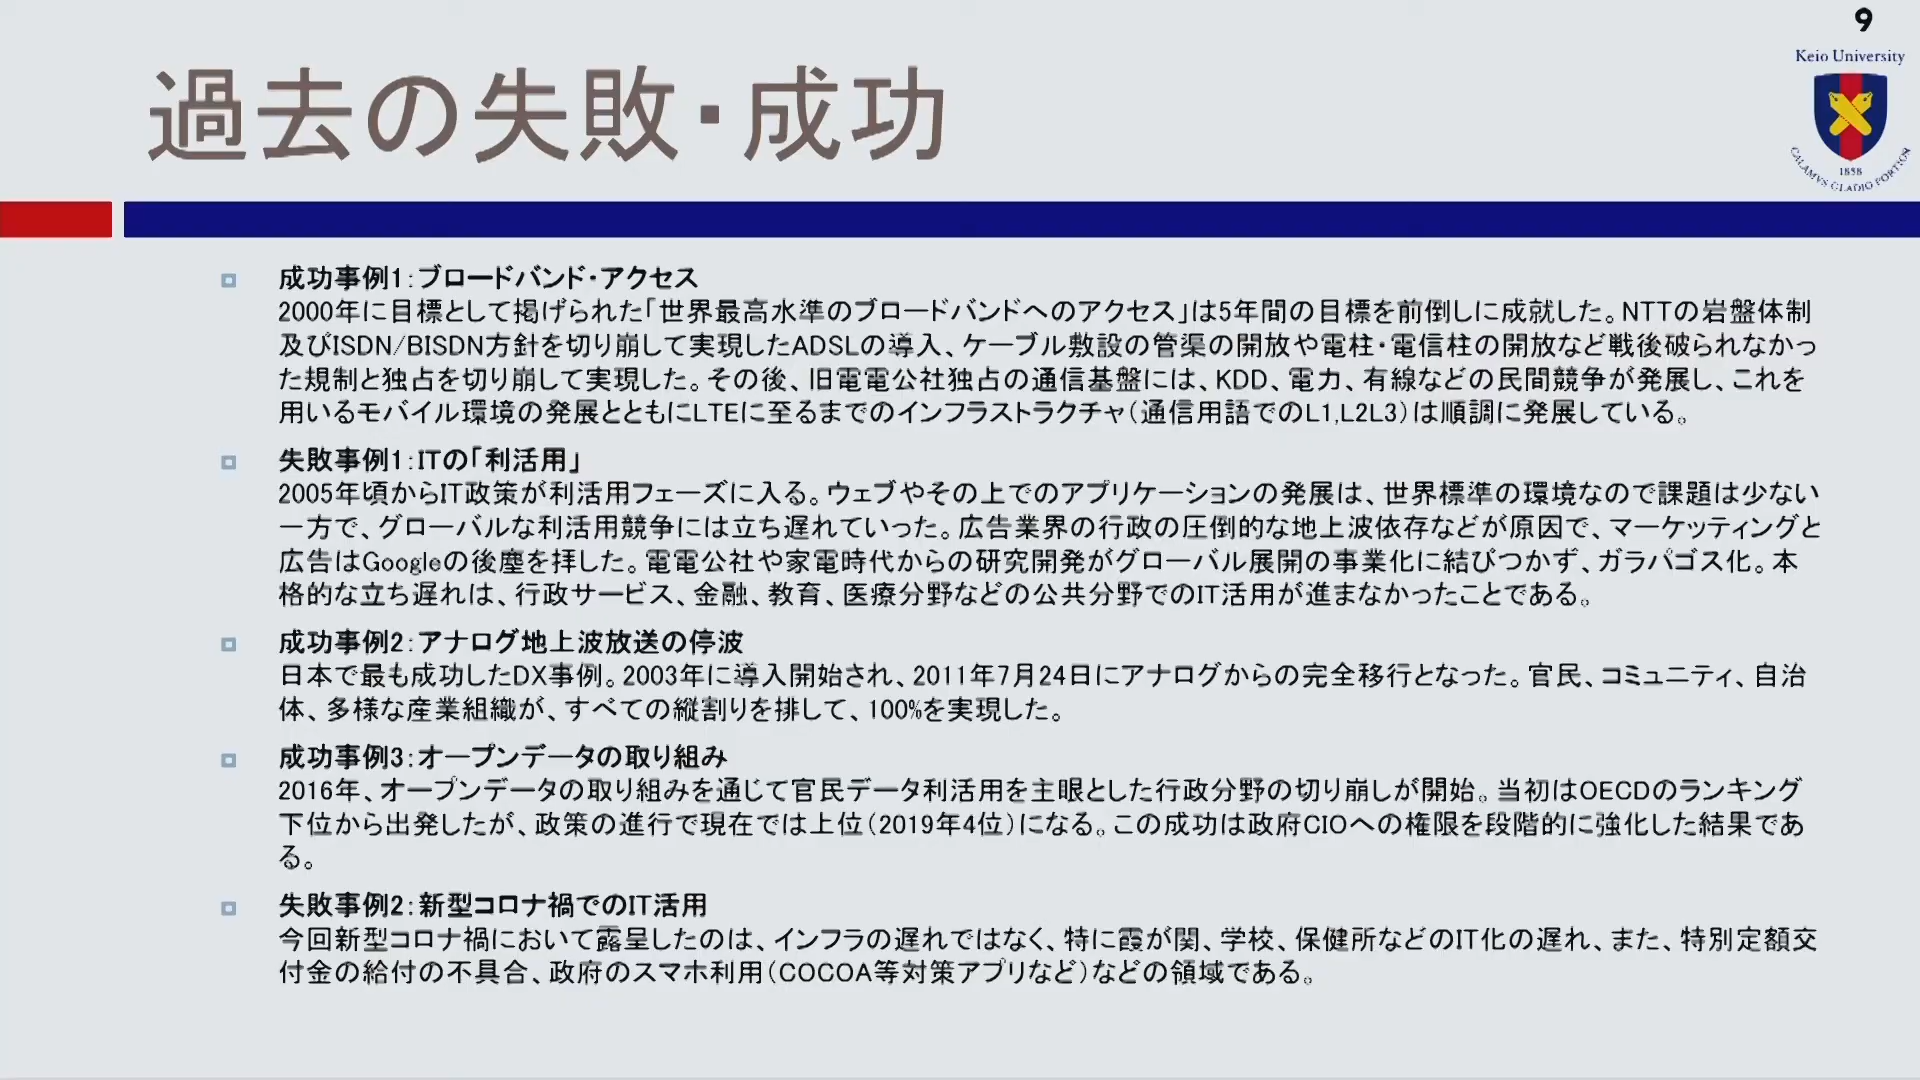 9
Keio University
過去の失敗・成功
1858
CALAMVS GLADIO FORTIOR
成功事例1：ブロードバンド・アクセス
2000年に目標として掲げられた「世界最高水準のブロードバンドへのアクセス」は5年間の目標を前倒しに成就した。NTTの岩盤体制
及びISDN/BISDN方針を切り崩して実現したADSLの導入、ケーブル敷設の管渠の開放や電柱・電信柱の開放など戦後破られなかっ
た規制と独占を切り崩して実現した。その後、旧電電公社独占の通信基盤には、KDD、電力、有線などの民間競争が発展し、これを
用いるモバイル環境の発展とともにLTEに至るまでのインフラストラクチャ（通信用語でのL1,L2L3）は順調に発展している。
失敗事例1：ITの「利活用」
2005年頃からIT政策が利活用フェーズに入る。ウェブやその上でのアプリケーションの発展は、世界標準の環境なので課題は少ない
一方で、グローバルな利活用競争には立ち遅れていった。広告業界の行政の圧倒的な地上波依存などが原因で、マーケッティングと
広告はGoogleの後塵を拝した。電電公社や家電時代からの研究開発がグローバル展開の事業化に結びつかず、ガラパゴス化。本
格的な立ち遅れは、行政サービス、金融、教育、医療分野などの公共分野でのIT活用が進まなかったことである。
成功事例2：アナログ地上波放送の停波
日本で最も成功したDX事例。2003年に導入開始され、2011年7月24日にアナログからの完全移行となった。官民、コミュニティ、自治
体、多様な産業組織が、すべての縦割りを排して、100%を実現した。
成功事例3：オープンデータの取り組み
2016年、オープンデータの取り組みを通じて官民データ利活用を主眼とした行政分野の切り崩しが開始。当初はOECDのランキング
下位から出発したが、政策の進行で現在では上位（2019年4位）になる。この成功は政府CIOへの権限を段階的に強化した結果であ
る。
失敗事例2：新型コロナ禍でのIT活用
今回新型コロナ禍において露呈したのは、インフラの遅れではなく、特に霞が関、学校、保健所などのIT化の遅れ、また、特別定額交
付金の給付の不具合、政府のスマホ利用（COCOA等対策アプリなど）などの領域である。